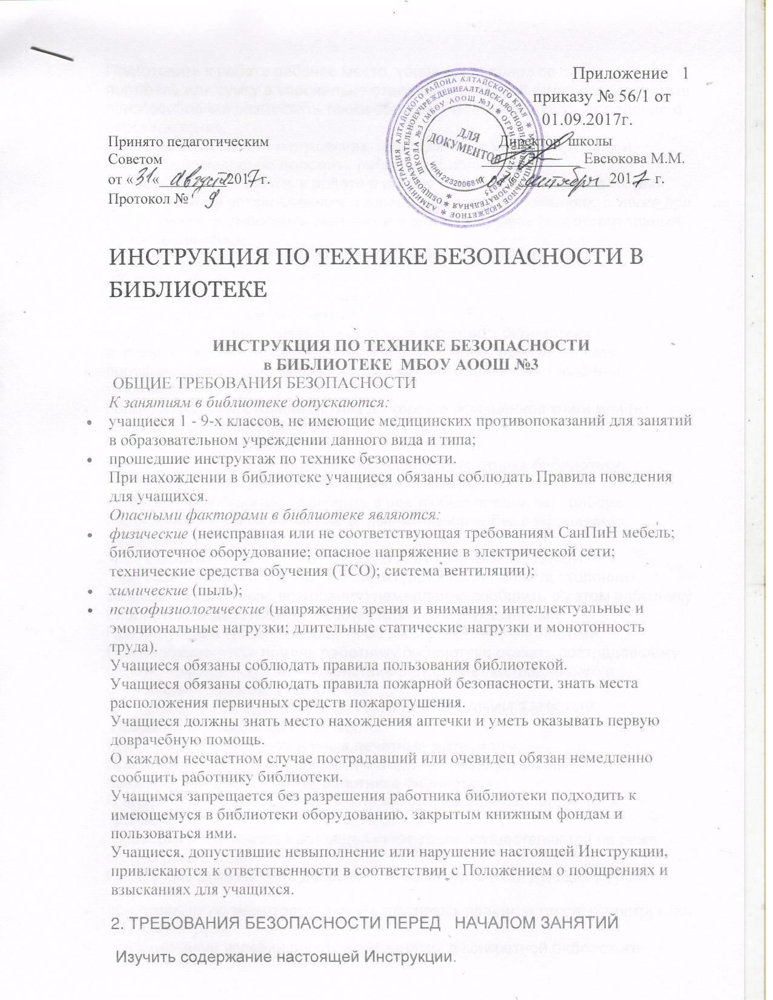 Приложение 1
приказу № 56/1 от
01.09.2017г.
Принято педагогическим
Советом
от «31« августа 2017г.
Протокол № 9
Директор школы
Евсюкова М.М.
сентября 2017 г.
ДЛЯ
ДОКУМЕНТОВ
ИНСТРУКЦИЯ ПО ТЕХНИКЕ БЕЗОПАСНОСТИ В
БИБЛИОТЕКЕ
ИНСТРУКЦИЯ ПО ТЕХНИКЕ БЕЗОПАСНОСТИ
в БИБЛИОТЕКЕ МБОУ АООШ №3
ОБЩИЕ ТРЕБОВАНИЯ БЕЗОПАСНОСТИ
К занятиям в библиотеке допускаются:
• учащиеся 1 - 9-х классов, не имеющие медицинских противопоказаний для занятий
в образовательном учреждении данного вида и типа;
• прошедшие инструктаж по технике безопасности.
При нахождении в библиотеке учащиеся обязаны соблюдать Правила поведения
для учащихся.
Опасными факторами в библиотеке являются:
• физические (неисправная или не соответствующая требованиям СанПиН мебель;
библиотечное оборудование; опасное напряжение в электрической сети;
технические средства обучения (ТСО); система вентиляции);
• химические (пыль);
• психофизиологические (напряжение зрения и внимания; интеллектуальные и
эмоциональные нагрузки; длительные статические нагрузки и монотонность
труда).
Учащиеся обязаны соблюдать правила пользования библиотекой.
Учащиеся обязаны соблюдать правила пожарной безопасности, знать места
расположения первичных средств пожаротушения.
Учащиеся должны знать место нахождения аптечки и уметь оказывать первую
доврачебную помощь.
О каждом несчастном случае пострадавший или очевидец обязан немедленно
сообщить работнику библиотеки.
Учащимся запрещается без разрешения работника библиотеки подходить к
имеющемуся в библиотеки оборудованию, закрытым книжным фондам и
пользоваться ими.
Учащиеся, допустившие невыполнение или нарушение настоящей Инструкции,
привлекаются к ответственности в соответствии с Положением о поощрениях и
взысканиях для учащихся.
2. ТРЕБОВАНИЯ БЕЗОПАСНОСТИ ПЕРЕД НАЧАЛОМ ЗАНЯТИЙ
Изучить содержание настоящей Инструкции.